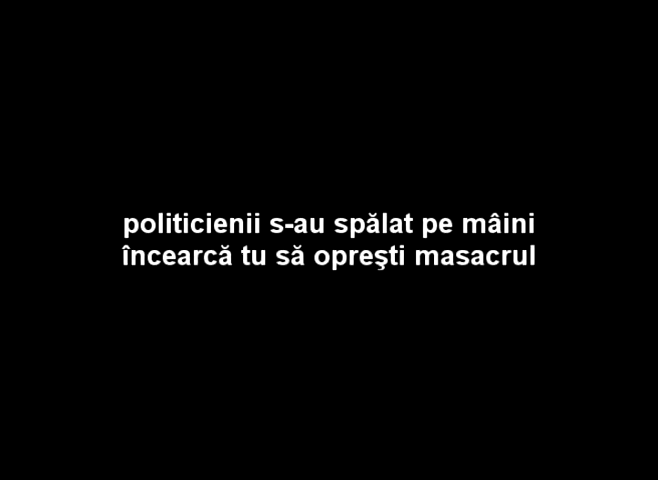 politicienii s-au spălat pe mâini
încearcă tu să opreşti masacrul